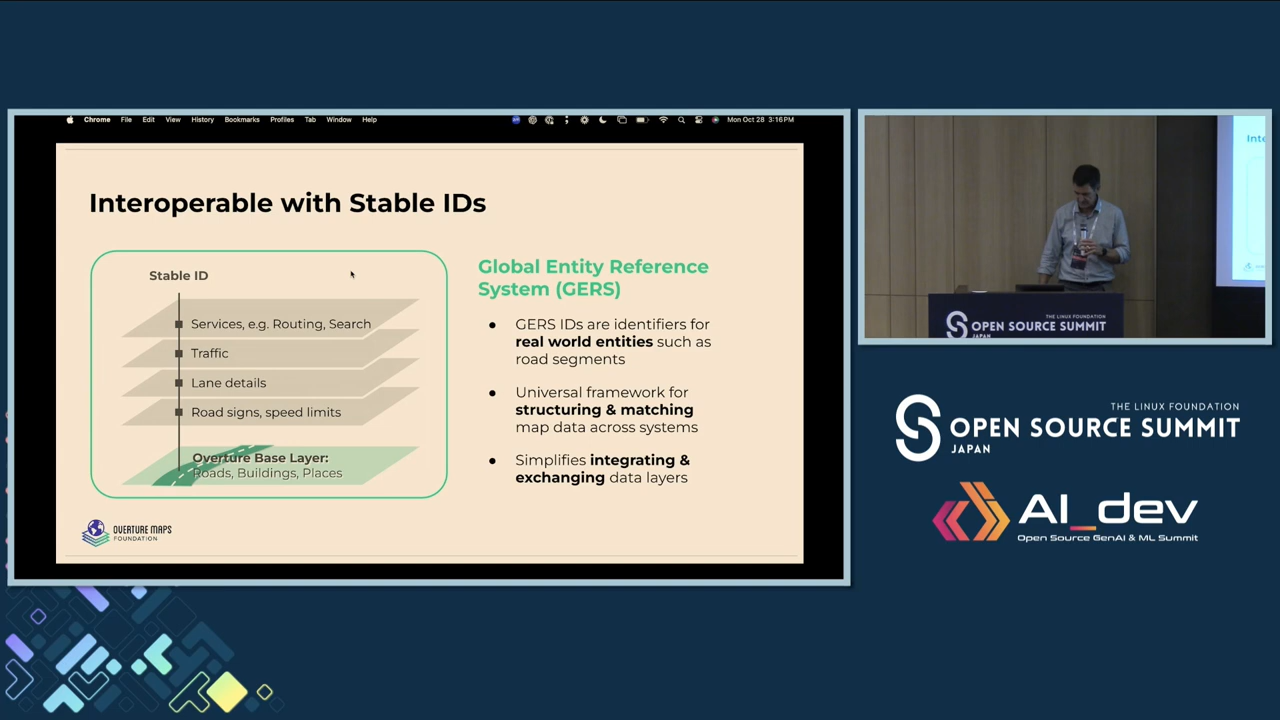 Chrome File Edit View History Bookmarks Profiles Tab Window Help
Mon Oct 28 3:16 PM
Interoperable with Stable IDs
Stable ID
Services, e.g. Routing, Search
Traffic
Lane details
Road signs, speed limits
Overture Base Layer:
Roads, Buildings, Places
OVERTURE MAPS
FOUNDATION
Global Entity Reference
System (GERS)
● GERS IDs are identifiers for
real world entities such as
road segments
● Universal framework for
structuring & matching
map data across systems
● Simplifies integrating &
exchanging data layers
Inte
THE LINUX FOUNDATION
OPEN SOURCE SUMMIT
JAPAN
THE LINUX FOUNDATION
OPEN SOURCE SUMMIT
JAPAN
AI_dev
Open Source GenAI & ML Summit